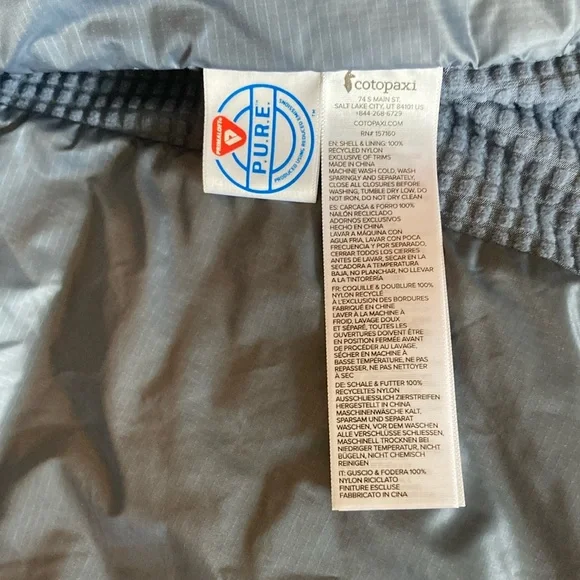 PRIMALOFT®
P.U.R.E.™
PRODUCED USING REDUCED EMISSIONS
™
cotopaxi
74 S MAIN ST.
SALT LAKE CITY, UT 84101 US
+844-268-6729
COTOPAXI.COM
RN# 157160
EN: SHELL & LINING: 100%
RECYCLED NYLON
EXCLUSIVE OF TRIMS
MADE IN CHINA
MACHINE WASH COLD, WASH
SPARINGLY AND SEPARATELY,
CLOSE ALL CLOSURES BEFORE
WASHING, TUMBLE DRY LOW, DO
NOT IRON, DO NOT DRY CLEAN
ES: CARCASA & FORRO 100%
NAILÓN RECICLADO
ADORNOS EXCLUSIVOS
HECHO EN CHINA
LAVAR A MÁQUINA CON
AGUA FRIA, LAVAR CON POCA
FRECUENCIA Y POR SEPARADO,
CERRAR TODOS LOS CIERRES
ANTES DE LAVAR, SECAR EN LA
SECADORA A TEMPERATURA
BAJA, NO PLANCHAR, NO LLEVAR
A LA TINTORERÍA
FR: COQUILLE & DOUBLURE 100%
NYLON RECYCLÉ
A L'EXCLUSION DES BORDURES
FABRIQUÉ EN CHINE
LAVER À LA MACHINE À
FROID, LAVAGE DOUX
ET SÉPARÉ, TOUTES LES
OUVERTURES DOIVENT ÊTRE
EN POSITION FERMÉE AVANT
DE PROCÉDER AU LAVAGE,
SÉCHER EN MACHINE À
BASSE TEMPÉRATURE, NE PAS
REPASSER, NE PAS NETTOYER
À SEC
DE: SCHALE & FUTTER 100%
RECYCELTES NYLON
AUSSCHLIESSLICH ZIERSTREIFEN
HERGESTELLT IN CHINA
MASCHINENWÄSCHE KALT,
SPARSAM UND SEPARAT
WASCHEN, VOR DEM WASCHEN
ALLE VERSCHLÜSSE SCHLIESSEN,
MASCHINELL TROCKNEN BEI
NIEDRIGER TEMPERATUR, NICHT
BÜGELN, NICHT CHEMISCH
REINIGEN
IT: GUSCIO & FODERA 100%
NYLON RICICLATO
FINITURE ESCLUSE
FABBRICATO IN CINA